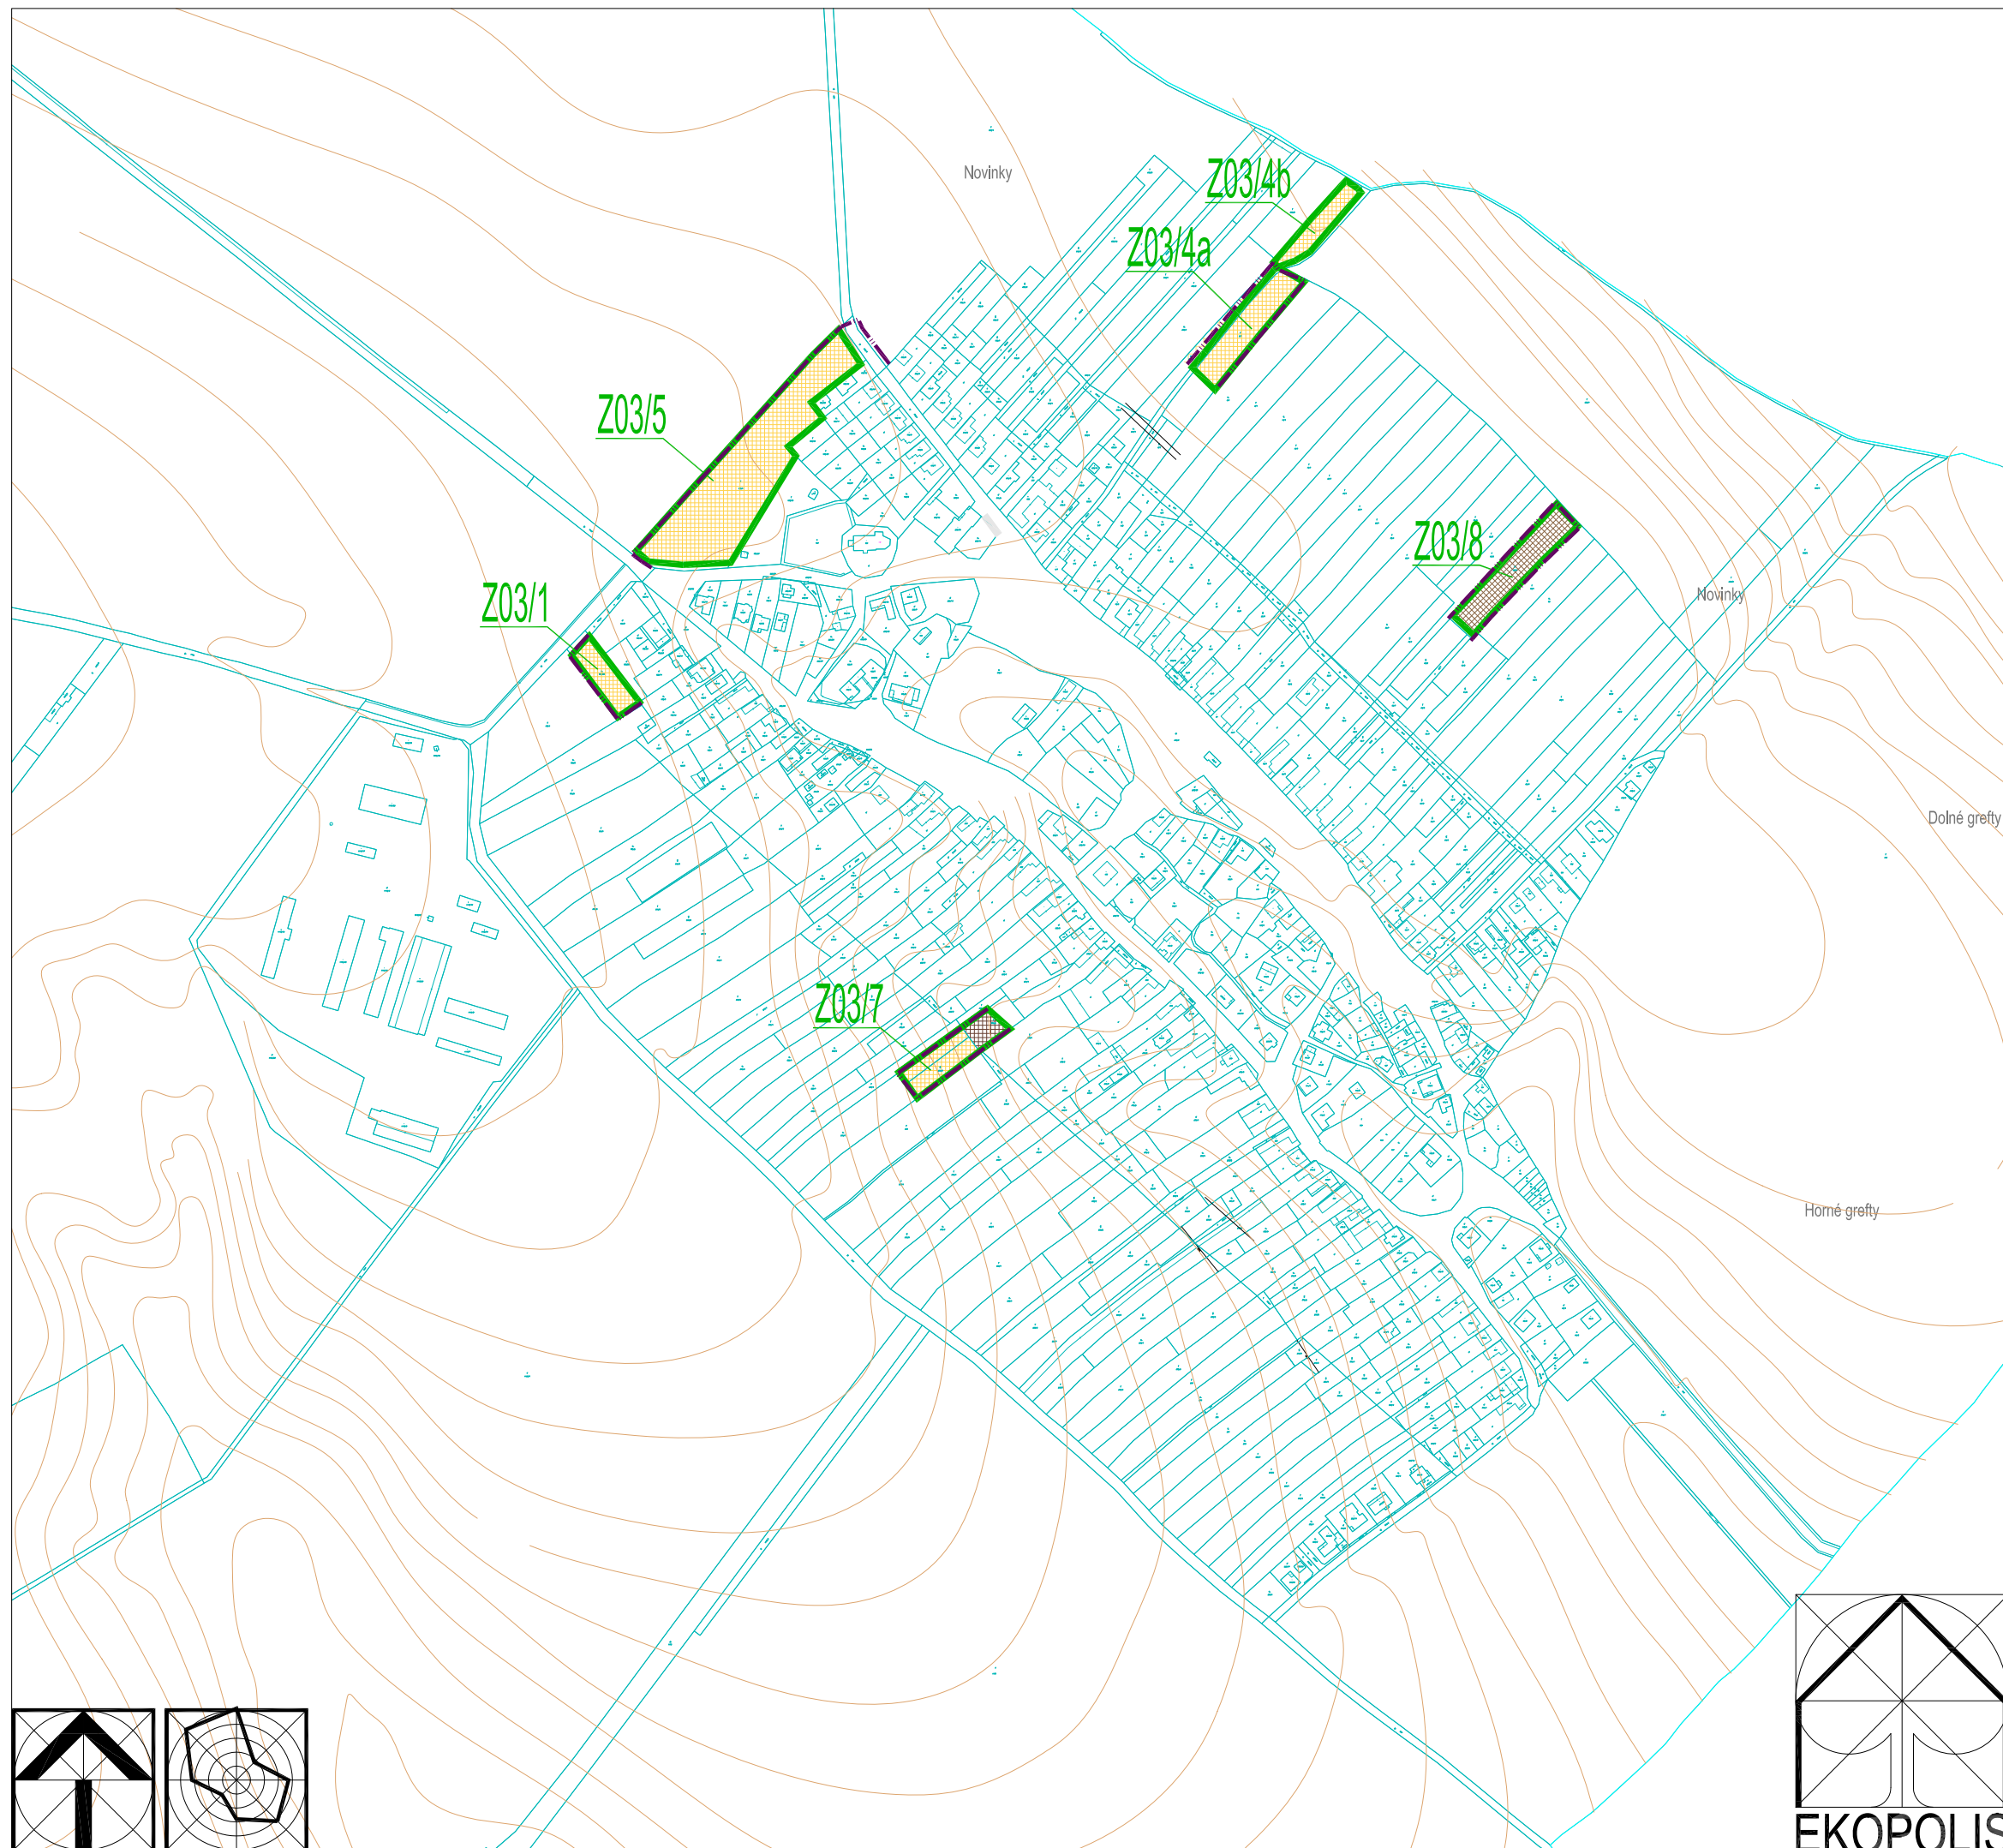 Novinky
Z03/4b
Z03/4a
Z03/5
Z03/8
Z03/1
Novinky
Dolné grefty
Z03/7
Horné grefty
EKOPOLIS